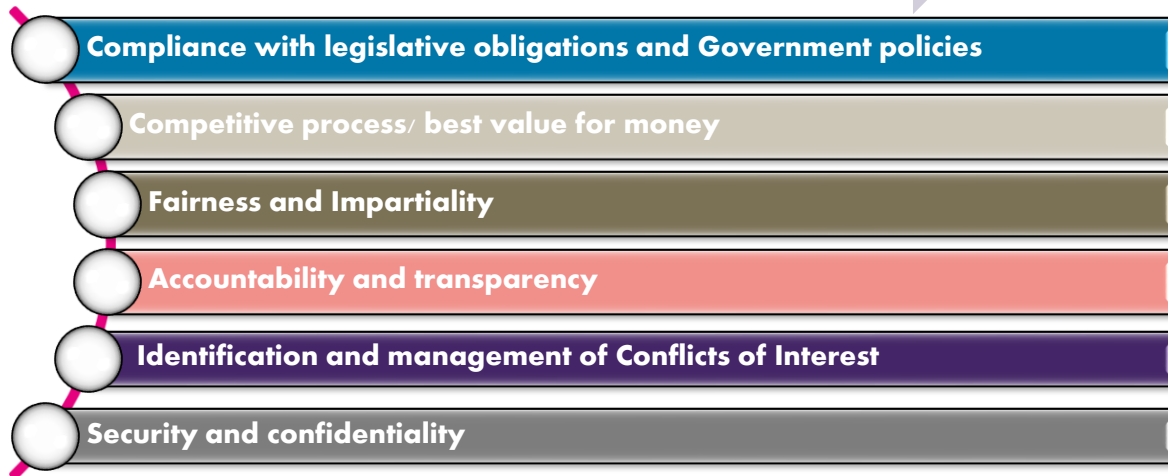 Compliance with legislative obligations and Government policies
Competitive process/ best value for money
Fairness and Impartiality
Accountability and transparency
Identification and management of Conflicts of Interest
Security and confidentiality